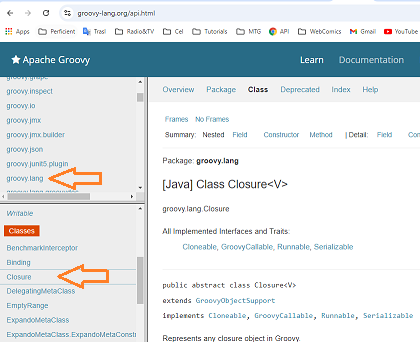 groovy-lang.org/api.html
Apps Perficient Trasl Radio&TV Cel Tutorials MTG API WebComics Gmail YouTube
Apache Groovy Learn Documentation
groovy.grape
groovy.inspect
groovy.io
groovy.jmx
groovy.jmx.builder
groovy.json
groovy.junit5.plugin
groovy.lang
Writable
Classes
BenchmarkInterceptor
Binding
Closure
DelegatingMetaClass
EmptyRange
ExpandoMetaClass
ExpandoMetaClass.ExpandoMetaConstr
Overview Package Class Deprecated Index Help
Frames No Frames
Summary: Nested Field Constructor Method | Detail: Field Const
Package: groovy.lang
[Java] Class Closure<V>
groovy.lang.Closure
All Implemented Interfaces and Traits:
Cloneable, GroovyCallable, Runnable, Serializable
public abstract class Closure<V>
extends GroovyObjectSupport
implements Cloneable, GroovyCallable, Runnable, Serializable
Represents any closure object in Groovy.